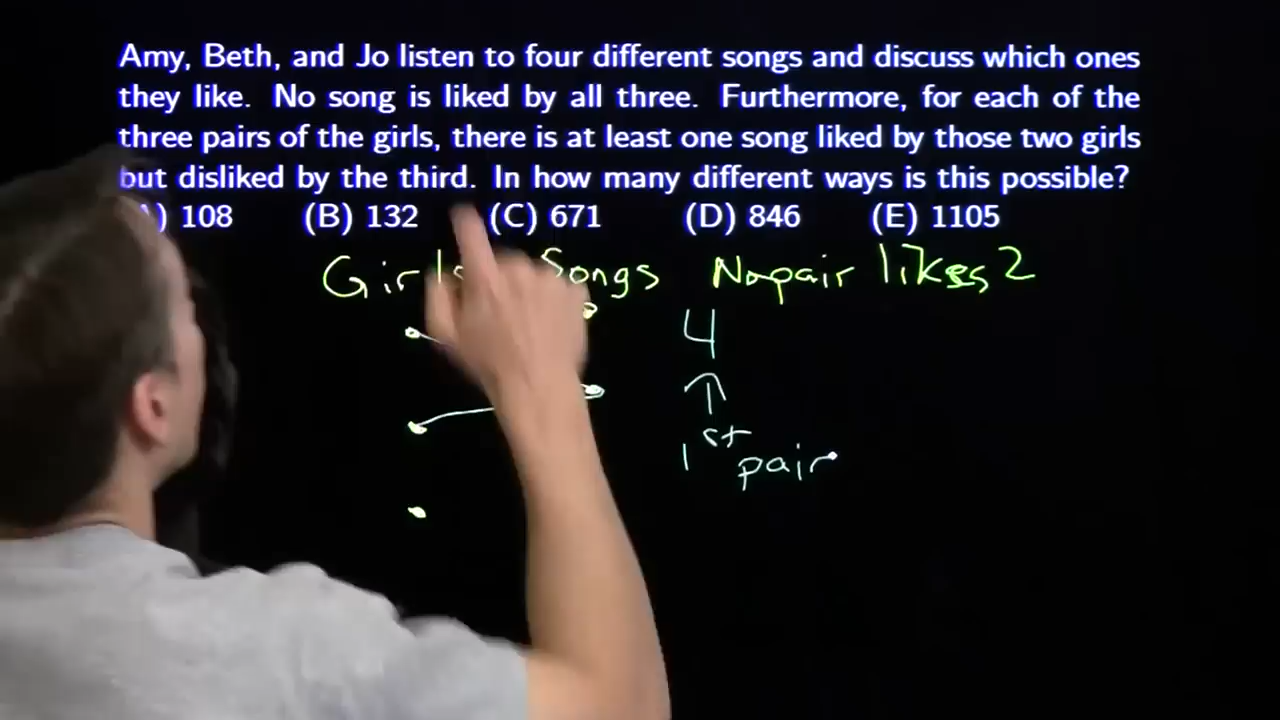 Amy, Beth, and Jo listen to four different songs and discuss which ones
they like. No song is liked by all three. Furthermore, for each of the
three pairs of the girls, there is at least one song liked by those two girls
but disliked by the third. In how many different ways is this possible?
) 108 (B) 132 (C) 671 (D) 846 (E) 1105
Girls Songs No pair likes 2
4
1st pair